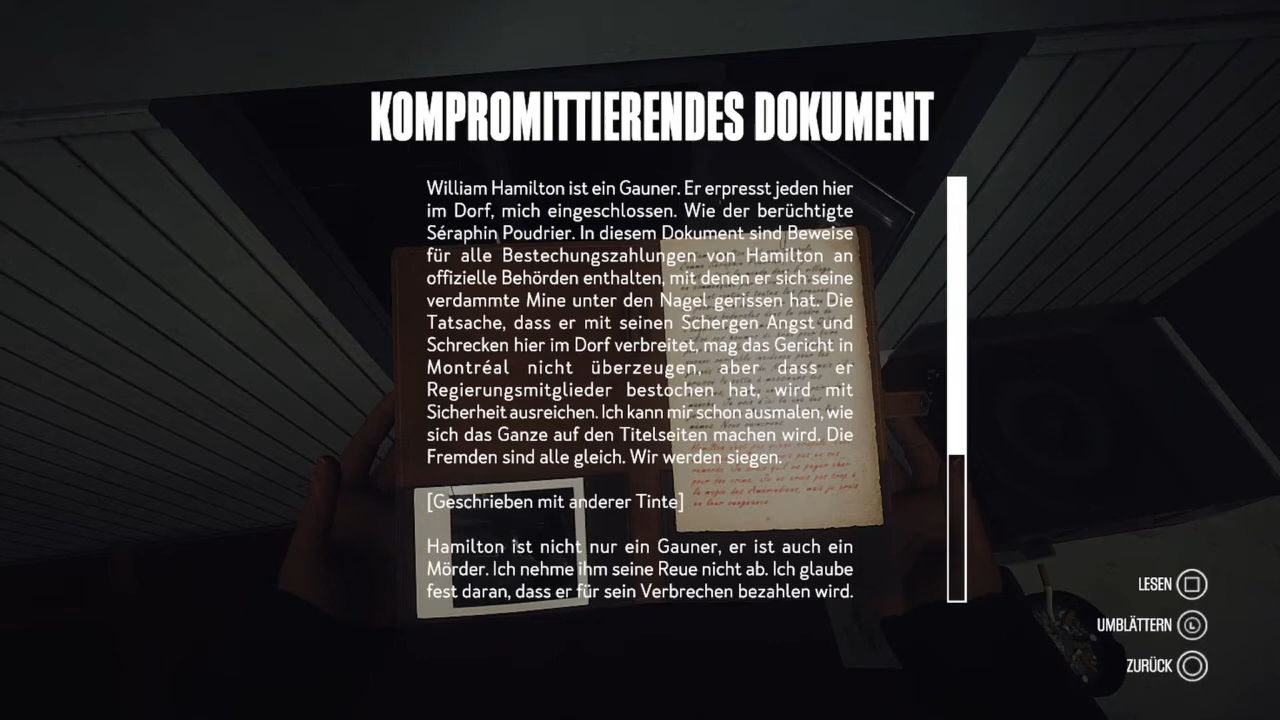 KOMPROMITTIERENDES DOKUMENT
William Hamilton ist ein Gauner. Er erpresst jeden hier
im Dorf, mich eingeschlossen. Wie der berüchtigte
Séraphin Poudrier. In diesem Dokument sind Beweise
für alle Bestechungszahlungen von Hamilton an
offizielle Behörden enthalten, mit denen er sich seine
verdammte Mine unter den Nagel gerissen hat. Die
Tatsache, dass er mit seinen Schergen Angst und
Schrecken hier im Dorf verbreitet, mag das Gericht in
Montréal nicht überzeugen, aber dass er
Regierungsmitglieder bestochen hat, wird mit
Sicherheit ausreichen. Ich kann mir schon ausmalen, wie
sich das Ganze auf den Titelseiten machen wird. Die
Fremden sind alle gleich. Wir werden siegen.
[Geschrieben mit anderer Tinte]
Hamilton ist nicht nur ein Gauner, er ist auch ein
Mörder. Ich nehme ihm seine Reue nicht ab. Ich glaube
fest daran, dass er für sein Verbrechen bezahlen wird.
LESEN
UMBLÄTTERN L
ZURÜCK